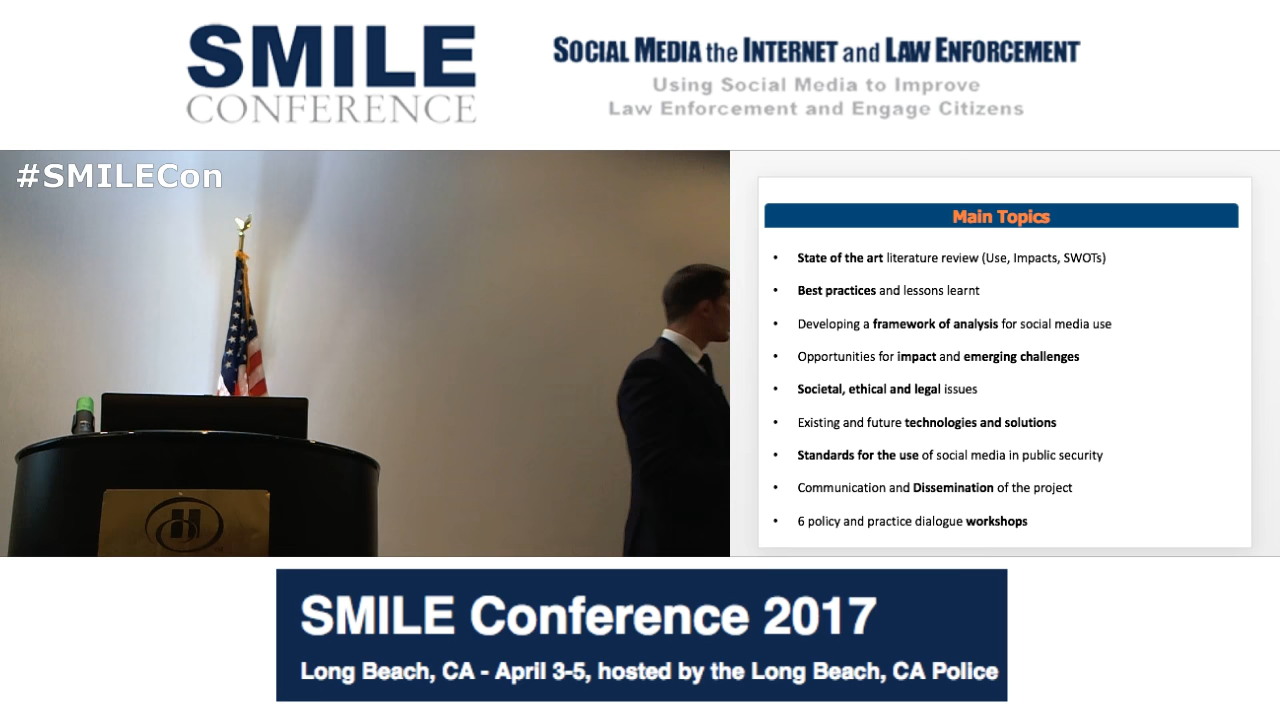 SMILE
CONFERENCE
SOCIAL MEDIA the INTERNET and LAW ENFORCEMENT
Using Social Media to Improve
Law Enforcement and Engage Citizens
#SMILECon
Main Topics
• State of the art literature review (Use, Impacts, SWOTs)
• Best practices and lessons learnt
• Developing a framework of analysis for social media use
• Opportunities for impact and emerging challenges
• Societal, ethical and legal issues
• Existing and future technologies and solutions
• Standards for the use of social media in public security
• Communication and Dissemination of the project
• 6 policy and practice dialogue workshops
H
SMILE Conference 2017
Long Beach, CA - April 3-5, hosted by the Long Beach, CA Police